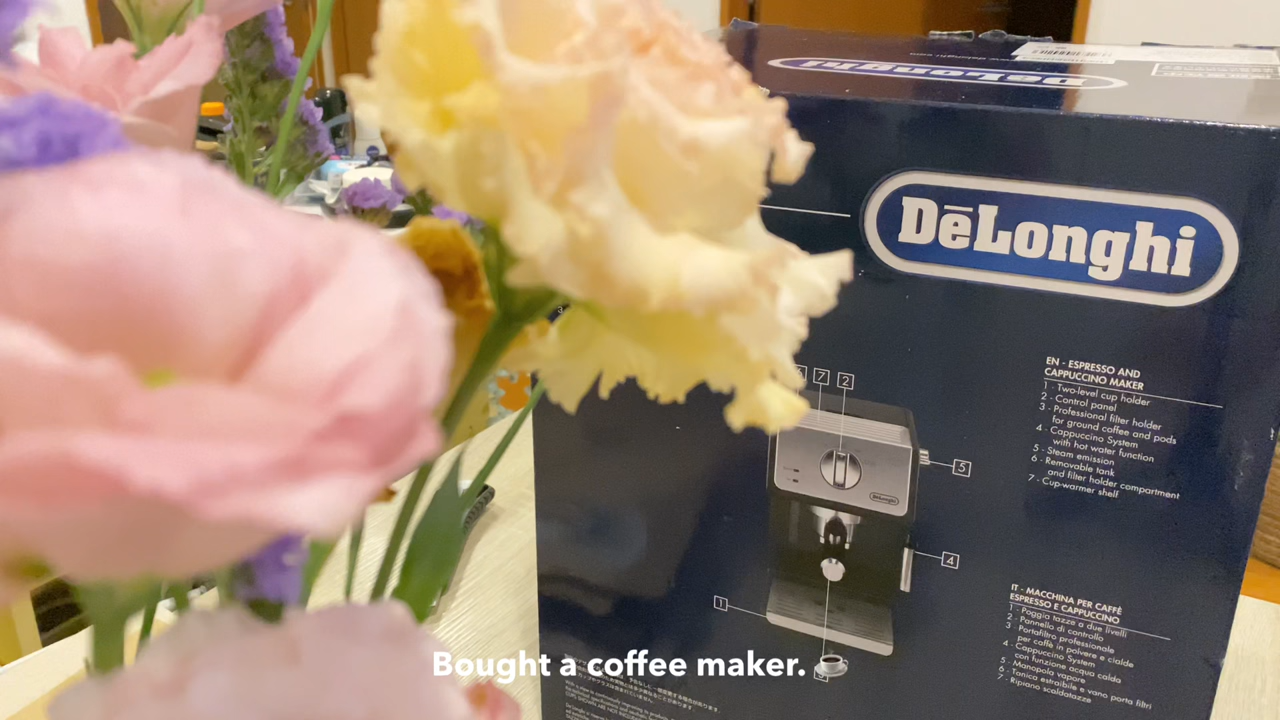 DeLonghi
DēLonghi
7
2
EN - ESPRESSO AND
CAPPUCCINO MAKER
1 - Two-level cup holder
2 - Control panel
3 - Professional filter holder
for ground coffee and pods
4 - Cappuccino System
with hot water function
5 - Steam emission
6 - Removable tank
and filter holder compartment
7 - Cup-warmer shelf
5
DeLonghi
4
1
3
IT - MACCHINA PER CAFFÈ
ESPRESSO E CAPPUCCINO
1 - Poggia tazze a due livelli
2 - Pannello di controllo
3 - Portafiltro professionale
per caffè in polvere e cialde
4 - Cappuccino System
con funzione acqua calda
5 - Manopola vapore
6 - Tanica estraibile e vano porta filtri
7 - Ripiano scaldatazze
Bought a coffee maker.